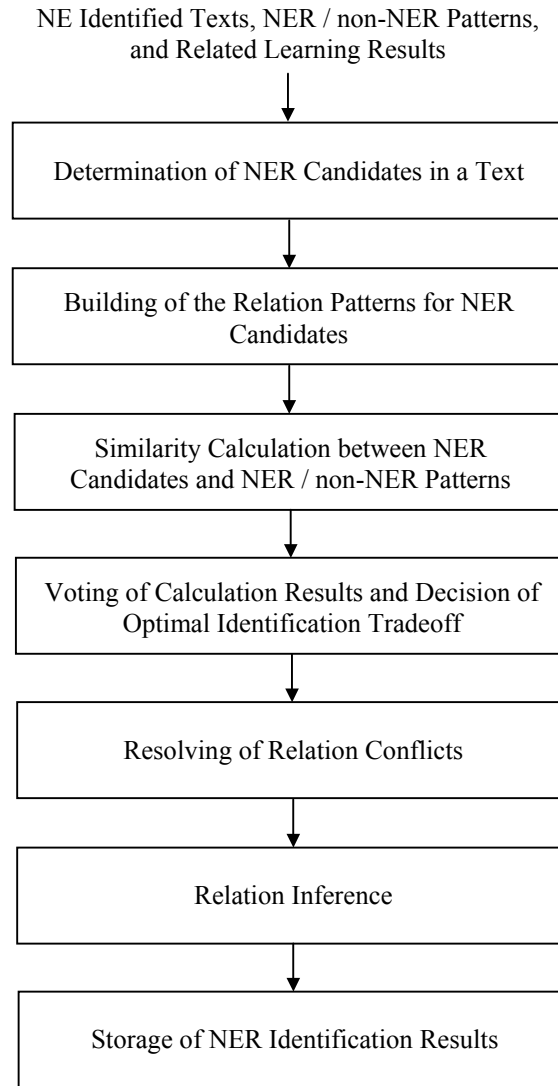 NE Identified Texts, NER / non-NER Patterns,
and Related Learning Results
Determination of NER Candidates in a Text
Building of the Relation Patterns for NER
Candidates
Similarity Calculation between NER
Candidates and NER / non-NER Patterns
Voting of Calculation Results and Decision of
Optimal Identification Tradeoff
Resolving of Relation Conflicts
Relation Inference
Storage of NER Identification Results